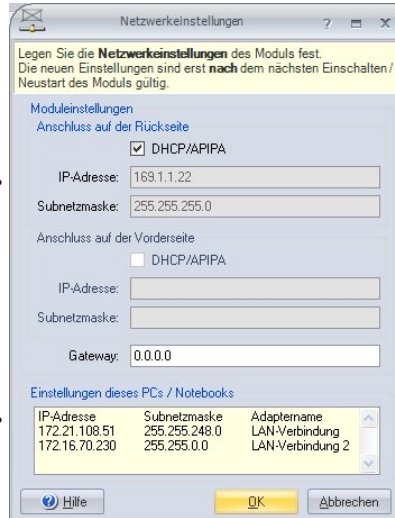 Netzwerkeinstellungen
Legen Sie die Netzwerkeinstellungen des Moduls fest.
Die neuen Einstellungen sind erst nach dem nächsten Einschalten /
Neustart des Moduls gültig.
Moduleinstellungen
Anschluss auf der Rückseite
DHCP/APIPA
IP-Adresse: 169.1.1.22
Subnetzmaske: 255.255.255.0
Anschluss auf der Vorderseite
DHCP/APIPA
IP-Adresse:
Subnetzmaske:
Gateway: 0.0.0.0
Einstellungen dieses PCs / Notebooks
IP-Adresse Subnetzmaske Adaptername
172.21.108.51 255.255.248.0 LAN-Verbindung
172.16.70.230 255.255.0.0 LAN-Verbindung 2
Hilfe OK Abbrechen